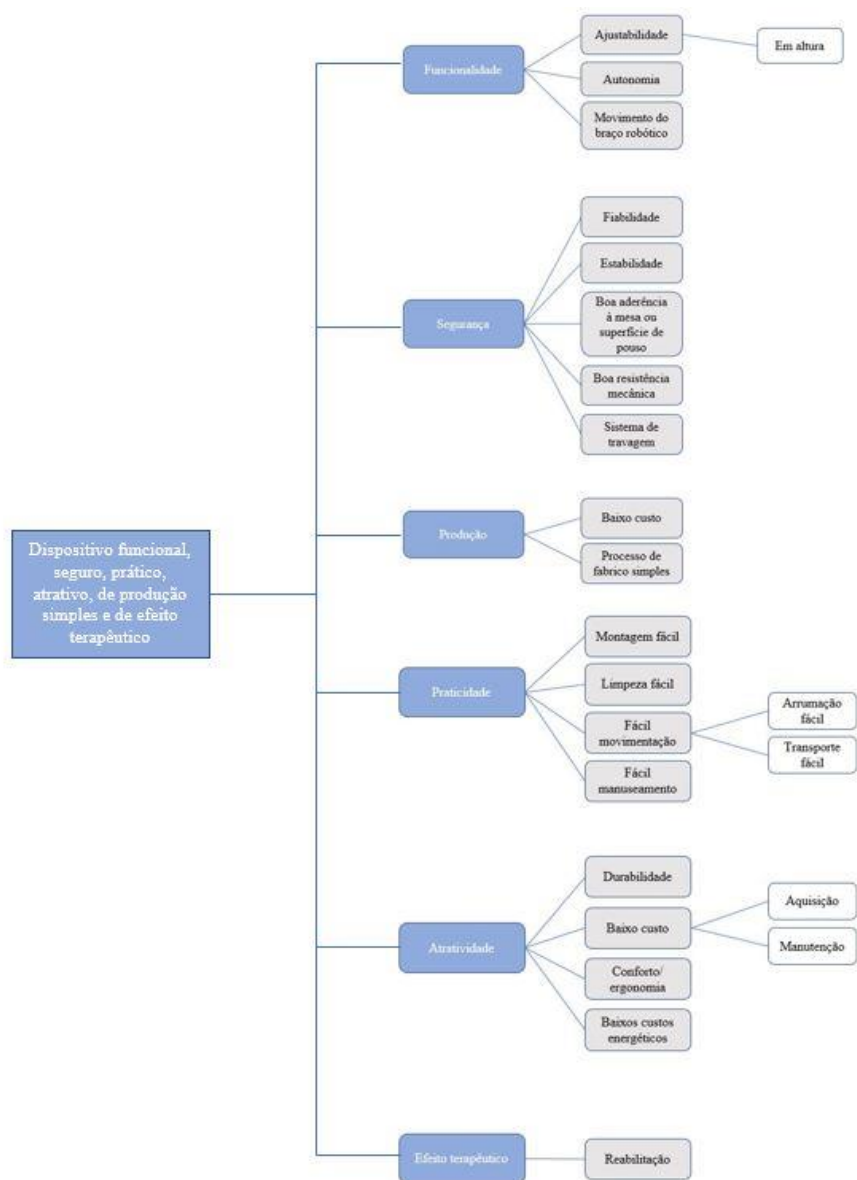 Funcionalidade
Ajustabilidade
Em altura
Autonomia
Movimento do
braço robótico
Segurança
Fiabilidade
Estabilidade
Boa aderência
à mesa ou
superfície de
pouso
Boa resistência
mecânica
Sistema de
travagem
Dispositivo funcional,
seguro, prático,
atrativo, de produção
simples e de efeito
terapêutico
Produção
Baixo custo
Processo de
fabrico simples
Praticidade
Montagem fácil
Limpeza fácil
Fácil
movimentação
Arrumação
fácil
Transporte
fácil
Fácil
manuseamento
Atratividade
Durabilidade
Baixo custo
Aquisição
Manutenção
Conforto/
ergonomia
Baixos custos
energéticos
Efeito terapêutico
Reabilitação